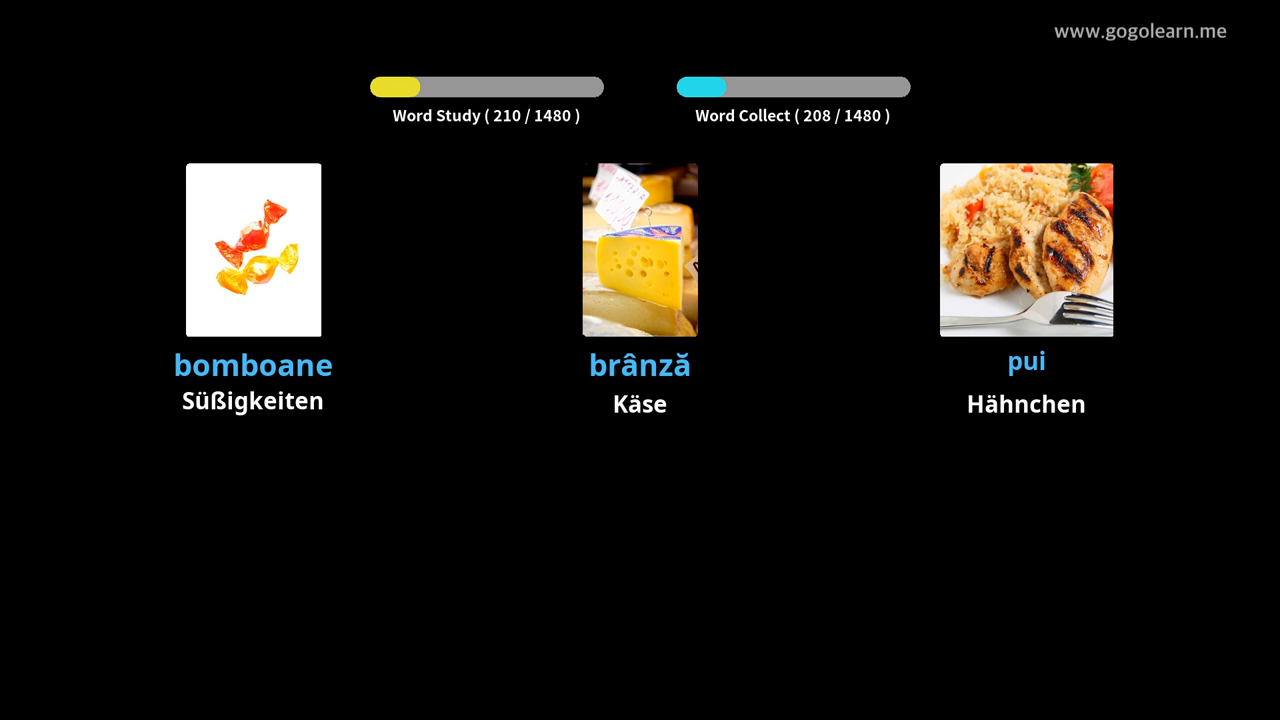 www.gogolearn.me
Word Study ( 210 / 1480 )
Word Collect ( 208 / 1480 )
bomboane
Süßigkeiten
brânză
Käse
pui
Hähnchen